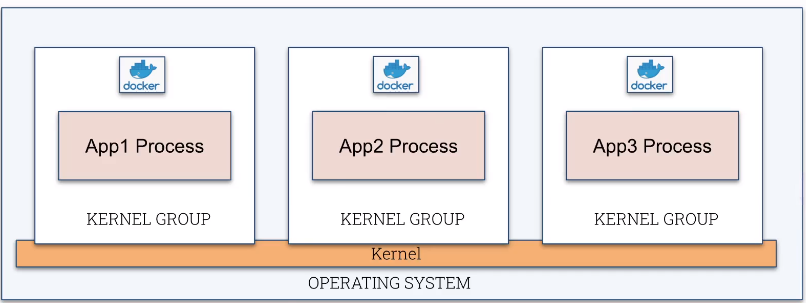 docker docker docker
App1 Process App2 Process App3 Process
KERNEL GROUP KERNEL GROUP KERNEL GROUP
Kernel
OPERATING SYSTEM